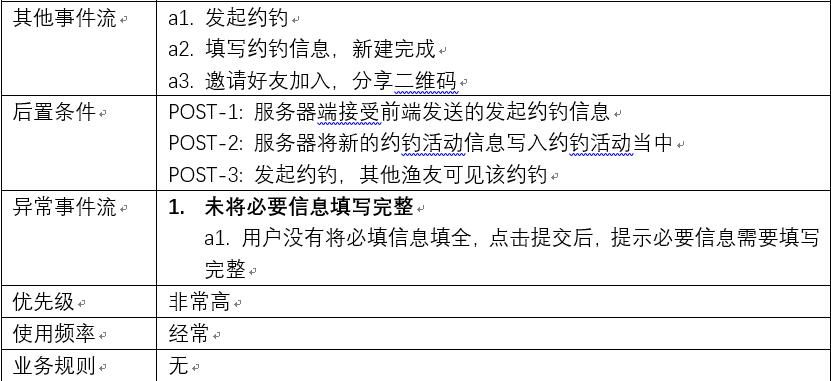 其他事件流 a1. 发起约钓
a2. 填写约钓信息，新建完成
a3. 邀请好友加入，分享二维码
后置条件 POST-1: 服务器端接受前端发送的发起约钓信息
POST-2: 服务器将新的约钓活动信息写入约钓活动当中
POST-3: 发起约钓，其他渔友可见该约钓
异常事件流 1. 未将必要信息填写完整
a1. 用户没有将必填信息填全, 点击提交后, 提示必要信息需要填写
完整
优先级 非常高
使用频率 经常
业务规则 无